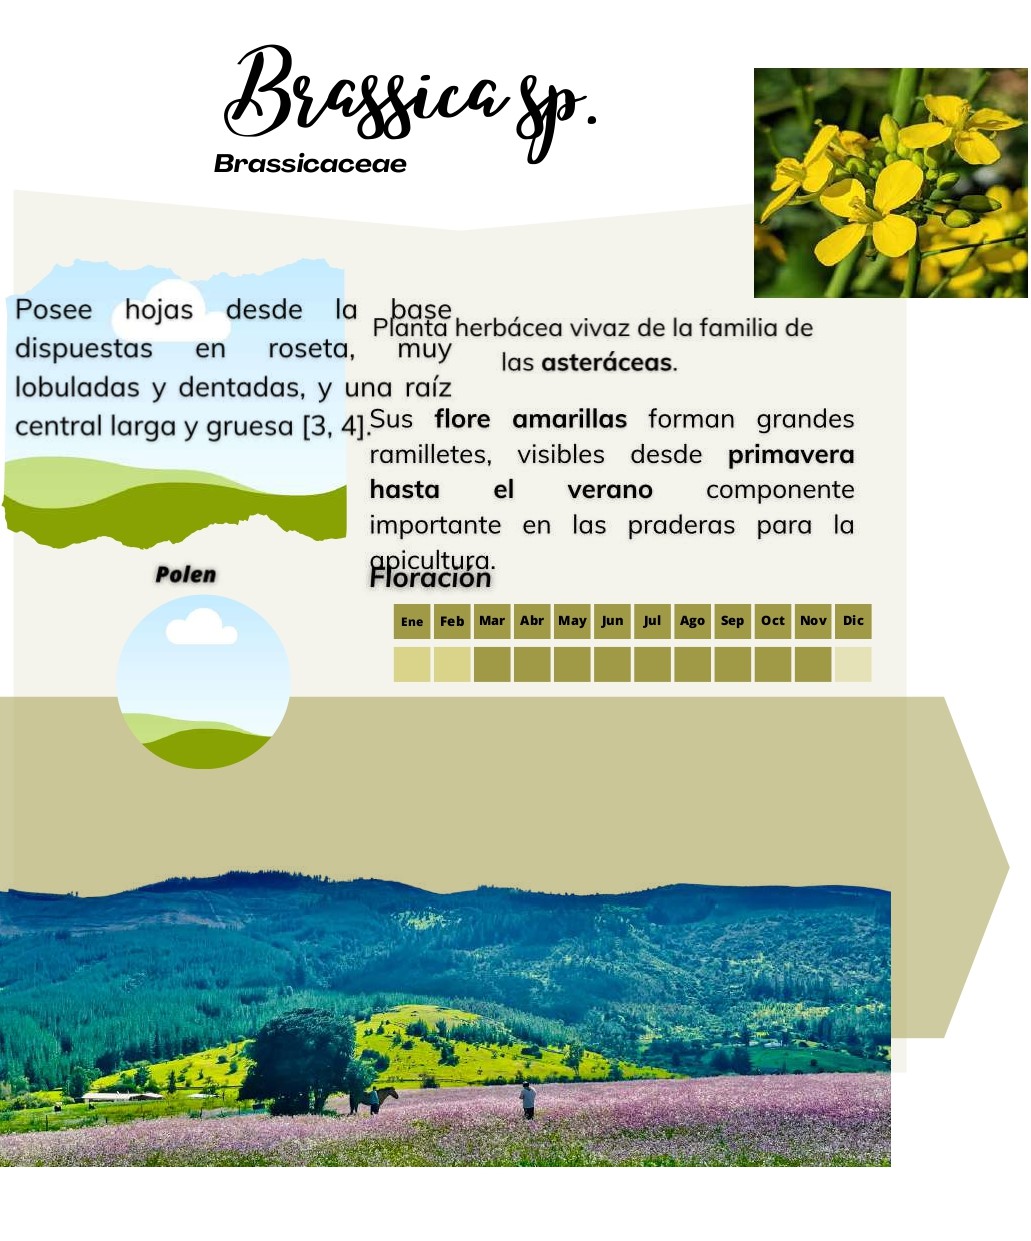 Brassica sp.
Brassicaceae
Posee hojas desde la base
dispuestas en roseta, muy
lobuladas y dentadas, y una raíz
central larga y gruesa [3, 4].
Planta herbácea vivaz de la familia de
las asteráceas.
Sus flore amarillas forman grandes
ramilletes, visibles desde primavera
hasta el verano componente
importante en las praderas para la
apicultura.
Polen
Floración
Ene Feb Mar Abr May Jun Jul Ago Sep Oct Nov Dic